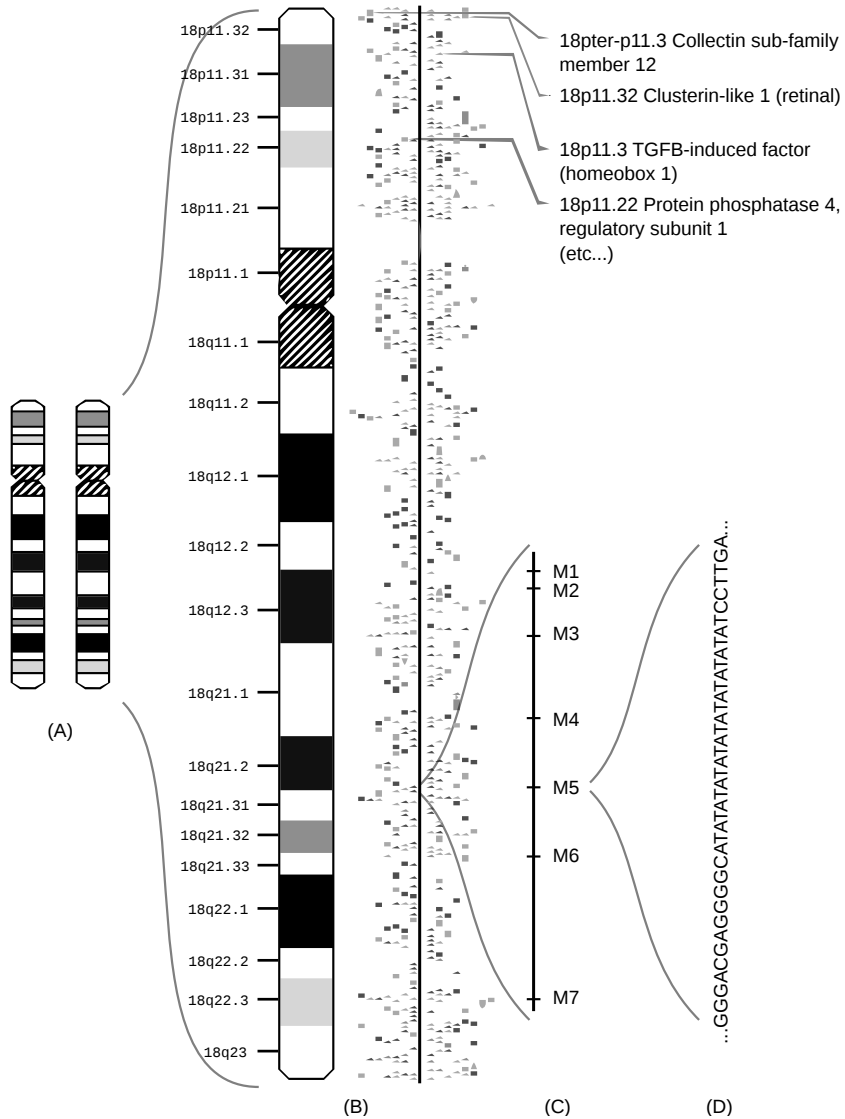 18p11.32
18p11.31
18p11.23
18p11.22
18p11.21
18p11.1
18q11.1
18q11.2
18q12.1
18q12.2
18q12.3
18q21.1
18q21.2
18q21.31
18q21.32
18q21.33
18q22.1
18q22.2
18q22.3
18q23
18pter-p11.3 Collectin sub-family
member 12
18p11.32 Clusterin-like 1 (retinal)
18p11.3 TGFB-induced factor
(homeobox 1)
18p11.22 Protein phosphatase 4,
regulatory subunit 1
(etc...)
M1
M2
M3
M4
M5
M6
M7
...GGGACGAGGGGCATATATATATATATATATATATCCTTGA...
(A)
(B)
(C)
(D)